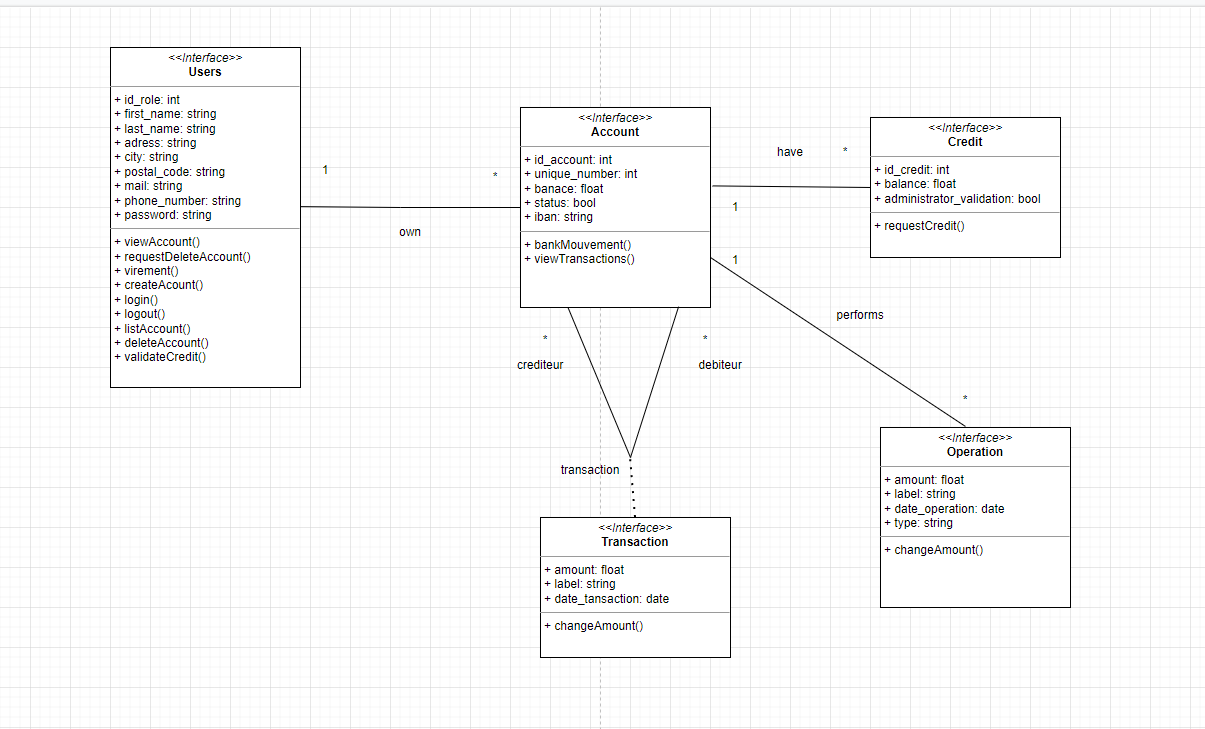 <<Interface>>
Users
+ id_role: int
+ first_name: string
+ last_name: string
+ adress: string
+ city: string
+ postal_code: string
+ mail: string
+ phone_number: string
+ password: string
+ viewAccount()
+ requestDeleteAccount()
+ virement()
+ createAcount()
+ login()
+ logout()
+ listAccount()
+ deleteAccount()
+ validateCredit()
1
*
own
<<Interface>>
Account
+ id_account: int
+ unique_number: int
+ banace: float
+ status: bool
+ iban: string
+ bankMouvement()
+ viewTransactions()
have
*
1
<<Interface>>
Credit
+ id_credit: int
+ balance: float
+ administrator_validation: bool
+ requestCredit()
1
performs
*
<<Interface>>
Operation
+ amount: float
+ label: string
+ date_operation: date
+ type: string
+ changeAmount()
*
crediteur
*
debiteur
transaction
<<Interface>>
Transaction
+ amount: float
+ label: string
+ date_tansaction: date
+ changeAmount()